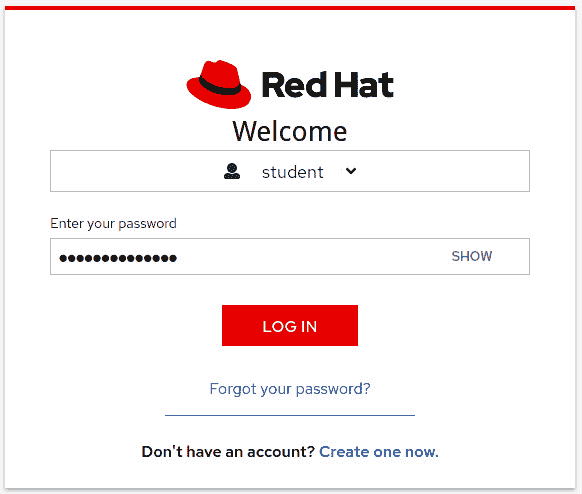 Red Hat
Welcome
student
Enter your password
●●●●●●●●●●●●●●
SHOW
LOG IN
Forgot your password?
Don't have an account? Create one now.